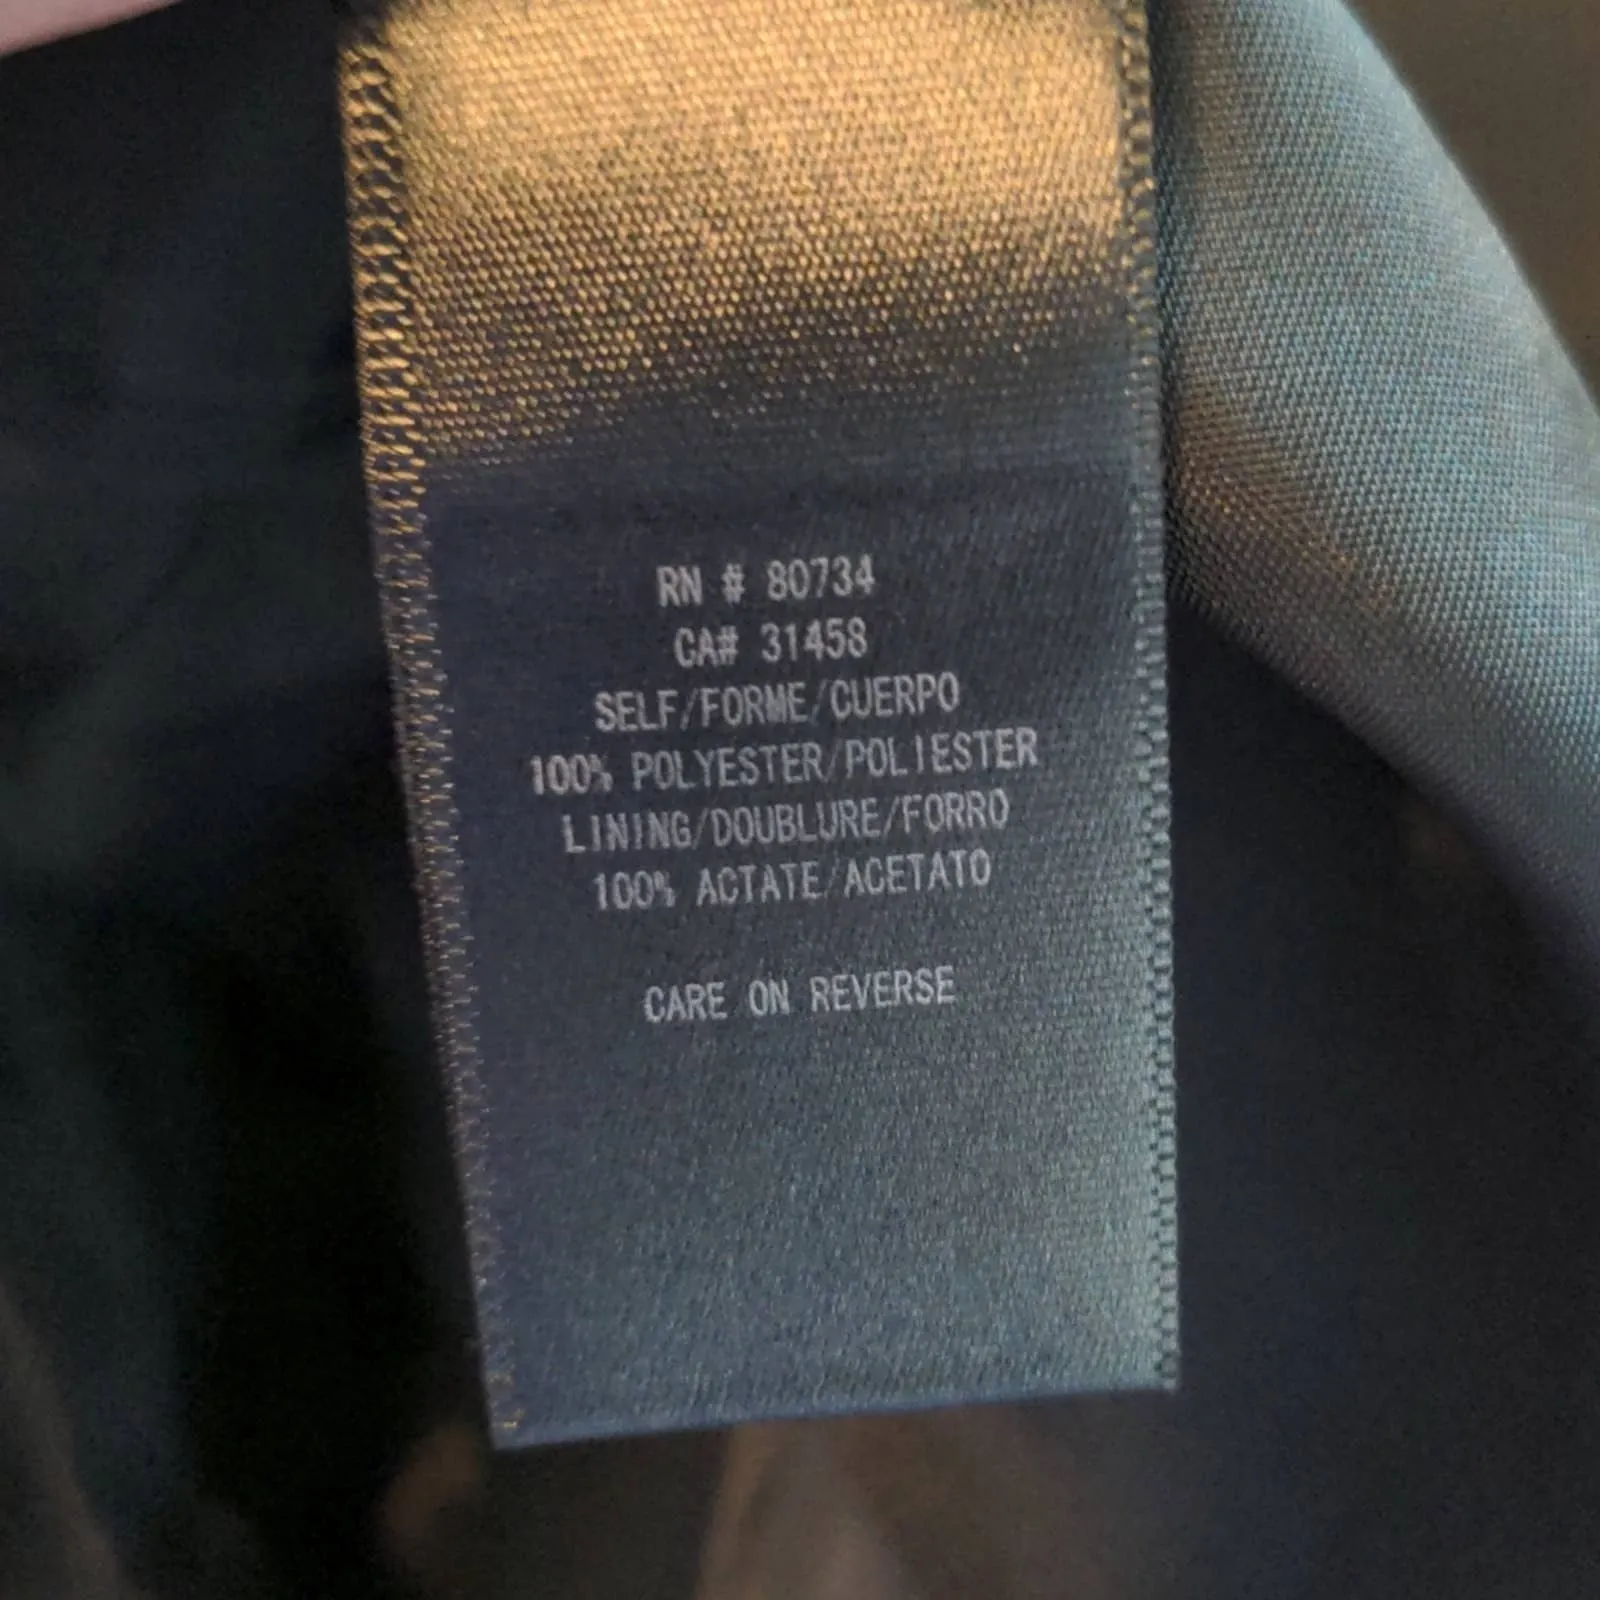 RN # 80734
CA# 31458
SELF/FORME/CUERPO
100% POLYESTER/POLIESTER
LINING/DOUBLURE/FORRO
100% ACTATE/ACETATO
CARE ON REVERSE